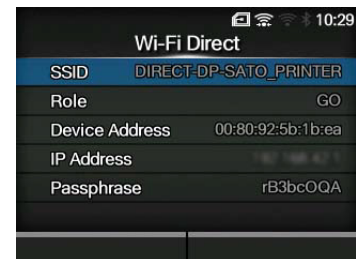 10:29
Wi-Fi Direct
SSID DIRECT-DP-SATO_PRINTER
Role GO
Device Address 00:80:92:5b:1b:ea
IP Address
Passphrase rB3bcOQA